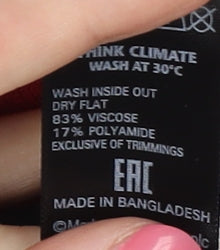 THINK CLIMATE
WASH AT 30°C
WASH INSIDE OUT
DRY FLAT
83% VISCOSE
17% POLYAMIDE
EXCLUSIVE OF TRIMMINGS
EAC
MADE IN BANGLADESH